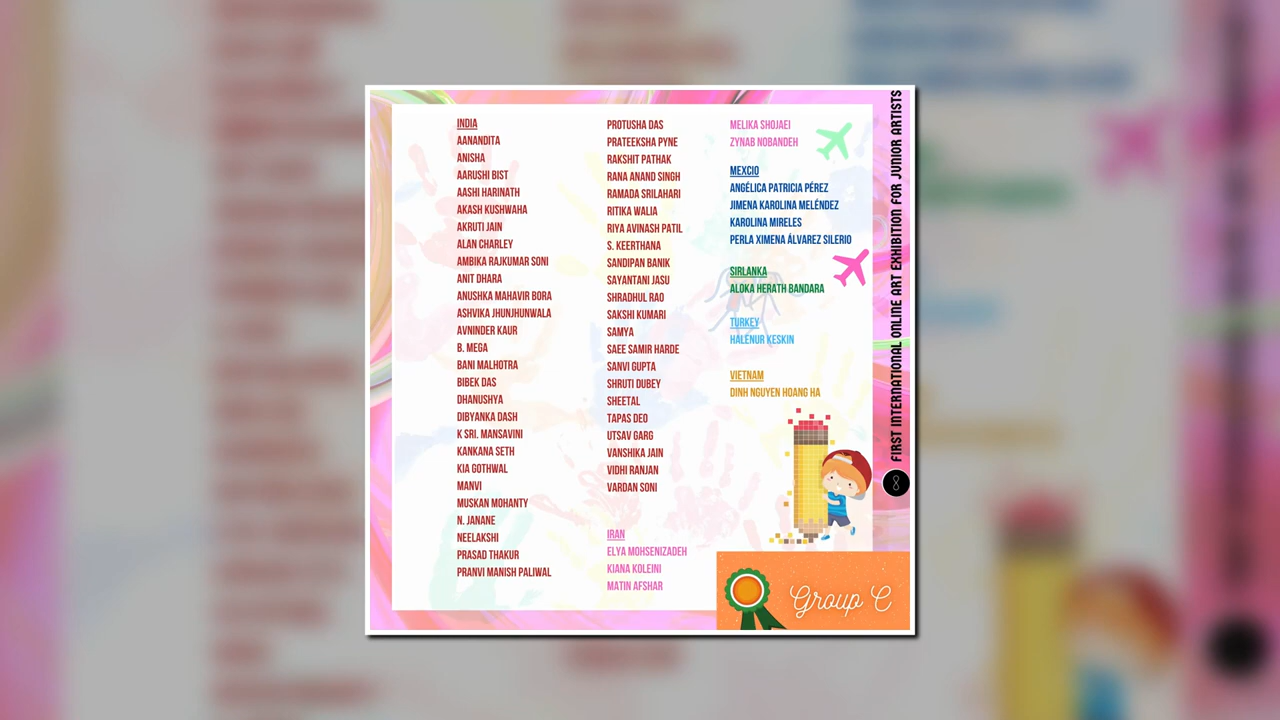 INDIA
AANANDITA
ANISHA
AARUSHI BIST
AASHI HARINATH
AKASH KUSHWAHA
AKRUTI JAIN
ALAN CHARLEY
AMBIKA RAJKUMAR SONI
ANIT DHARA
ANUSHKA MAHAVIR BORA
ASHVIKA JHUNJHUNWALA
AVNINDER KAUR
B. MEGA
BANI MALHOTRA
BIBEK DAS
DHANUSHYA
DIBYANKA DASH
K SRI. MANSAVINI
KANKANA SETH
KIA GOTHWAL
MANVI
MUSKAN MOHANTY
N. JANANE
NEELAKSHI
PRASAD THAKUR
PRANVI MANISH PALIWAL
PROTUSHA DAS
PRATEEKSHA PYNE
RAKSHIT PATHAK
RANA ANAND SINGH
RAMADA SRILAHARI
RITIKA WALIA
RIYA AVINASH PATIL
S. KEERTHANA
SANDIPAN BANIK
SAYANTANI JASU
SHRADHUL RAO
SAKSHI KUMARI
SAMYA
SAEE SAMIR HARDE
SANVI GUPTA
SHRUTI DUBEY
SHEETAL
TAPAS DEO
UTSAV GARG
VANSHIKA JAIN
VIDHI RANJAN
VARDAN SONI
IRAN
ELYA MOHSENIZADEH
KIANA KOLEINI
MATIN AFSHAR
MELIKA SHOJAEI
ZYNAB NOBANDEH
MEXCIO
ANGÉLICA PATRICIA PÉREZ
JIMENA KAROLINA MELÉNDEZ
KAROLINA MIRELES
PERLA XIMENA ÁLVAREZ SILERIO
SIRLANKA
ALOKA HERATH BANDARA
TURKEY
HALENUR KESKIN
VIETNAM
DINH NGUYEN HOANG HA
FIRST INTERNATIONAL ONLINE ART EXHIBITION FOR JUNIOR ARTISTS
8
Group C